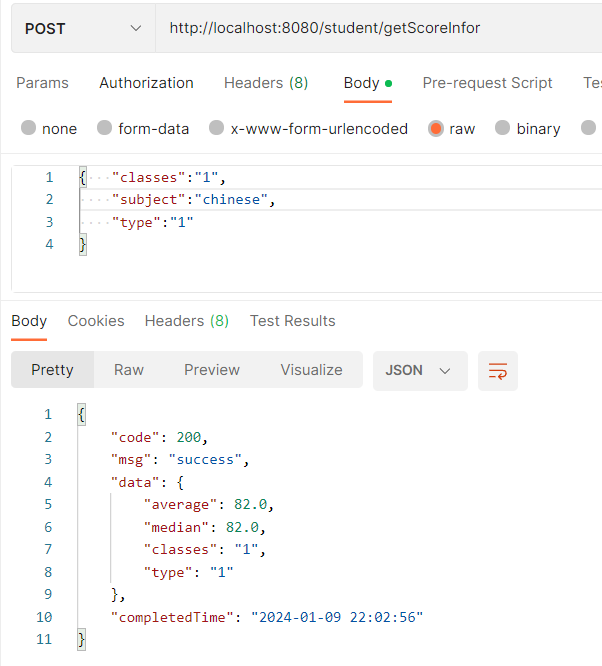 POST http://localhost:8080/student/getScoreInfor
Params Authorization Headers (8) Body Pre-request Script
none form-data x-www-form-urlencoded raw binary
1 { "classes":"1",
2 "subject":"chinese",
3 "type":"1"
4 }
Body Cookies Headers (8) Test Results
Pretty Raw Preview Visualize JSON
1 {
2 "code": 200,
3 "msg": "success",
4 "data": {
5 "average": 82.0,
6 "median": 82.0,
7 "classes": "1",
8 "type": "1"
9 },
10 "completedTime": "2024-01-09 22:02:56"
11 }